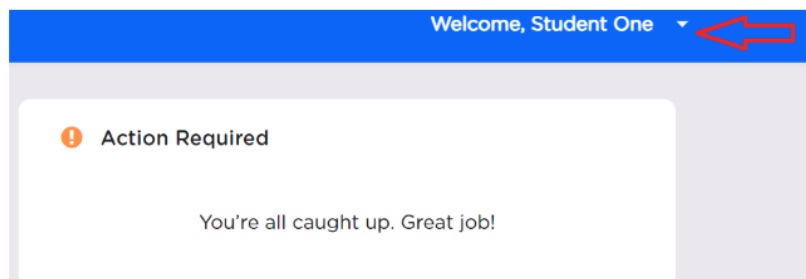 Welcome, Student One
Action Required
You're all caught up. Great job!